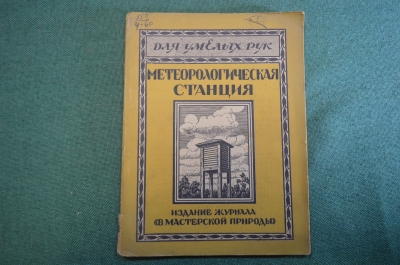 ДЛЯ УМЕЛЫХ РУК
МЕТЕОРОЛОГИЧЕСКАЯ
СТАНЦИЯ
ИЗДАНИЕ ЖУРНАЛА
«В МАСТЕРСКОЙ ПРИРОДЫ»